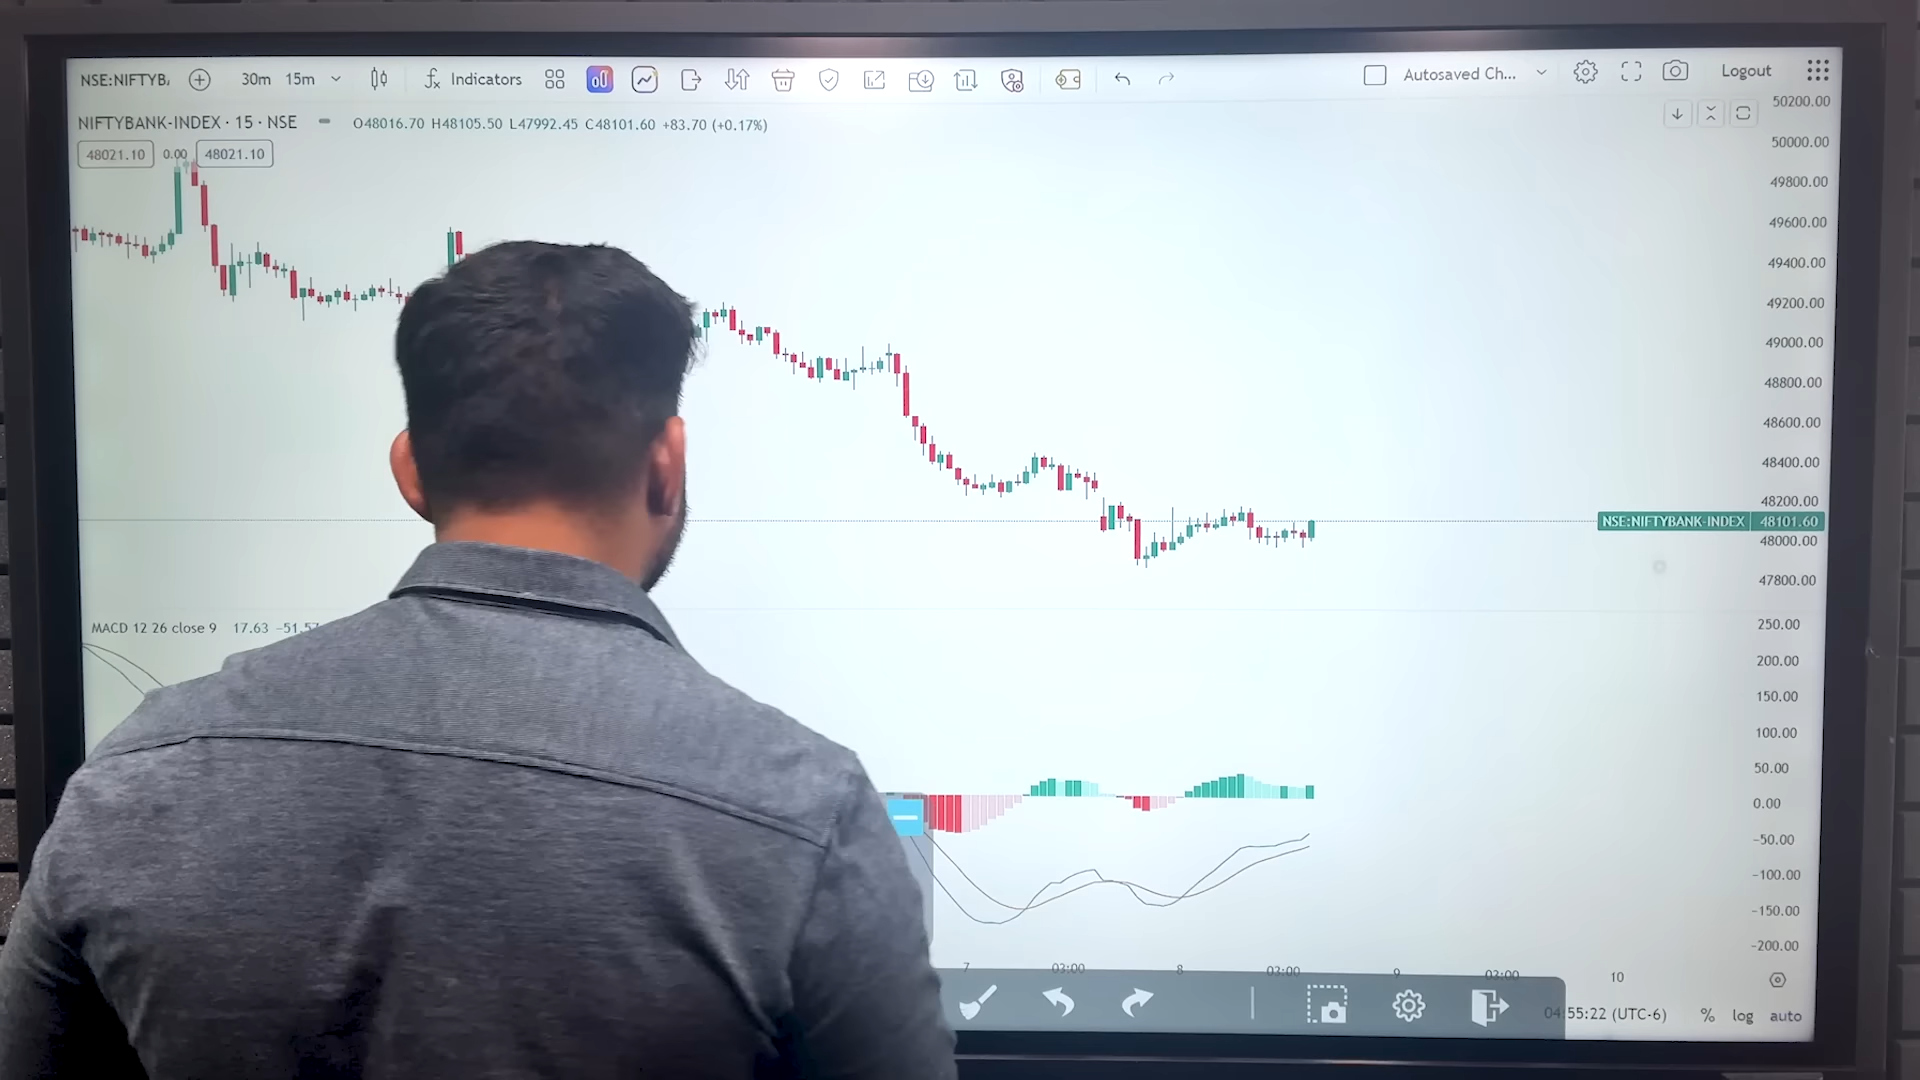 NSE:NIFTYB
30m 15m
Indicators
Autosaved Ch...
Logout
NIFTYBANK-INDEX · 15 · NSE
O48016.70 H48105.50 L47992.45 C48101.60 +83.70 (+0.17%)
48021.10 0.00 48021.10
50200.00
50000.00
49800.00
49600.00
49400.00
49200.00
49000.00
48800.00
48600.00
48400.00
48200.00
NSE:NIFTYBANK-INDEX 48101.60
48000.00
47800.00
MACD 12 26 close 9 17.63 −51.57
250.00
200.00
150.00
100.00
50.00
0.00
−50.00
−100.00
−150.00
−200.00
7 03:00 8 03:00 9 03:00 10
04:55:22 (UTC-6) % log auto